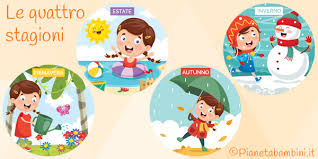 Le quattro
stagioni
ESTATE
INVERNO
PRIMAVERA
AUTUNNO
©Pianetabambini.it